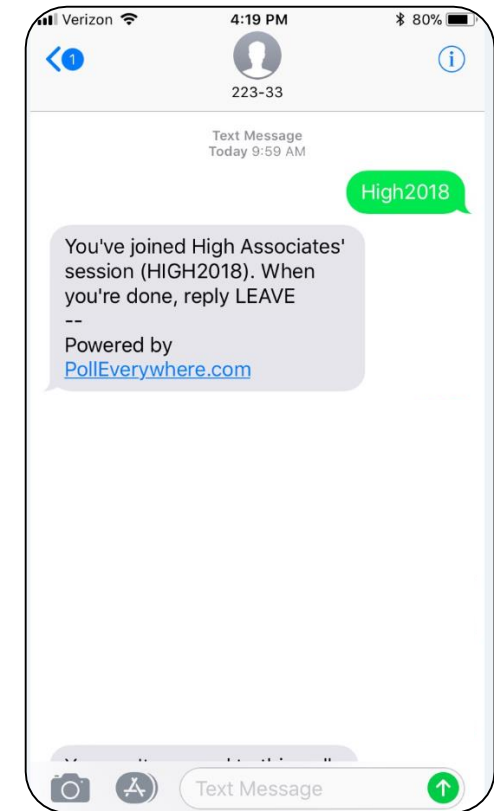 Verizon 4:19 PM 80%
1
223-33
Text Message
Today 9:59 AM
High2018
You've joined High Associates'
session (HIGH2018). When
you're done, reply LEAVE
--
Powered by
PollEverywhere.com
Text Message